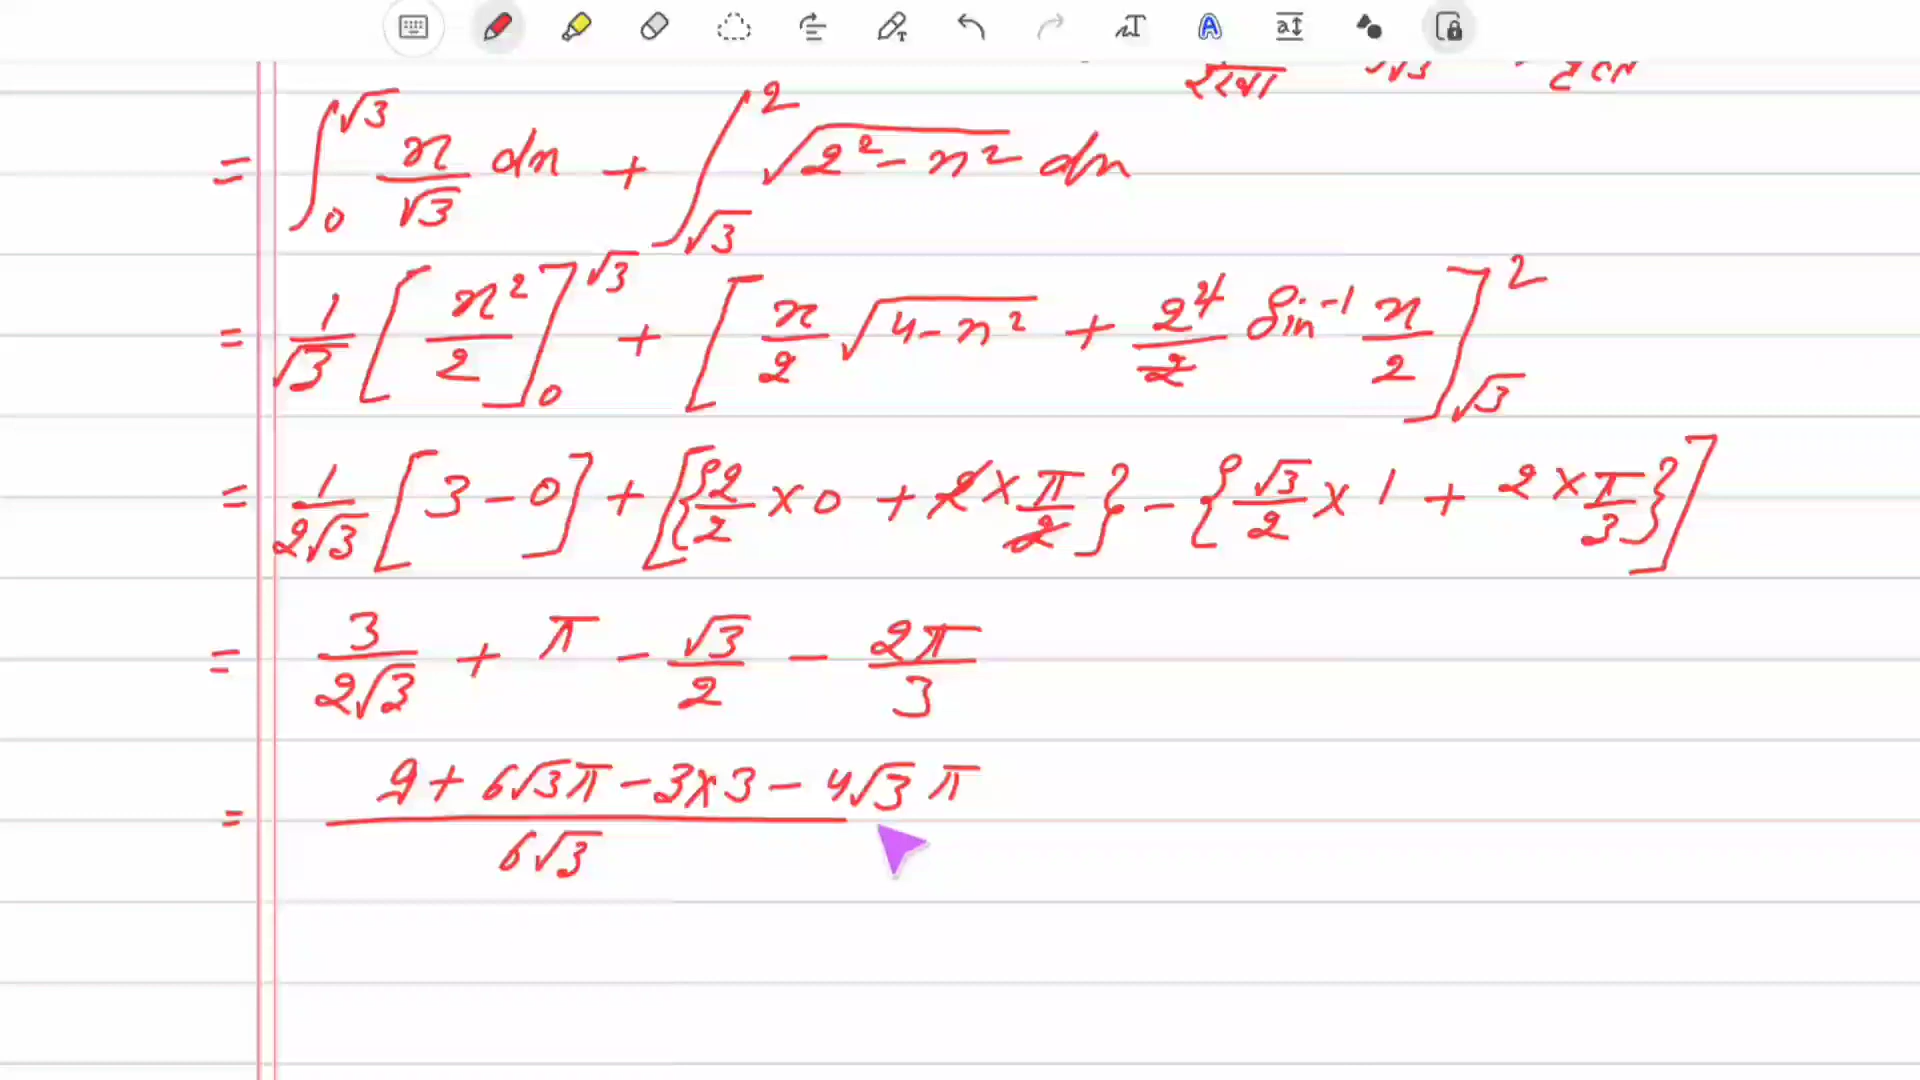 = ∫₀^√3 x/√3 dx + ∫_√3^2 √(2² - x²) dx
= 1/√3 [x²/2]₀^√3 + [x/2 √(4 - x²) + 4/2 2 sin⁻¹ x/2]_√3^2
= 1/2√3 [3 - 0] + [{2/2 × 0 + 2 × π/2} - {√3/2 × 1 + 2 × π/3}]
= 3/2√3 + π - √3/2 - 2π/3
= (9 + 6√3π - 3×3 - 4√3 π)/6√3